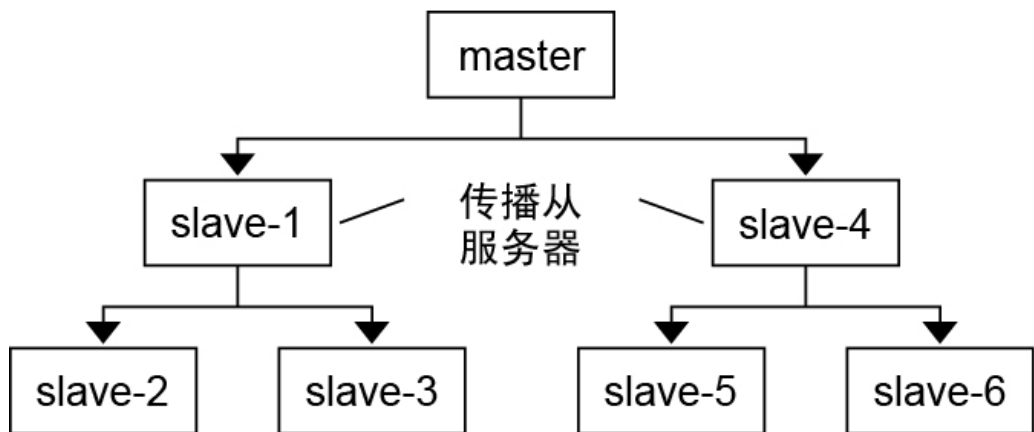 master
slave-1
传播从
服务器
slave-4
slave-2
slave-3
slave-5
slave-6